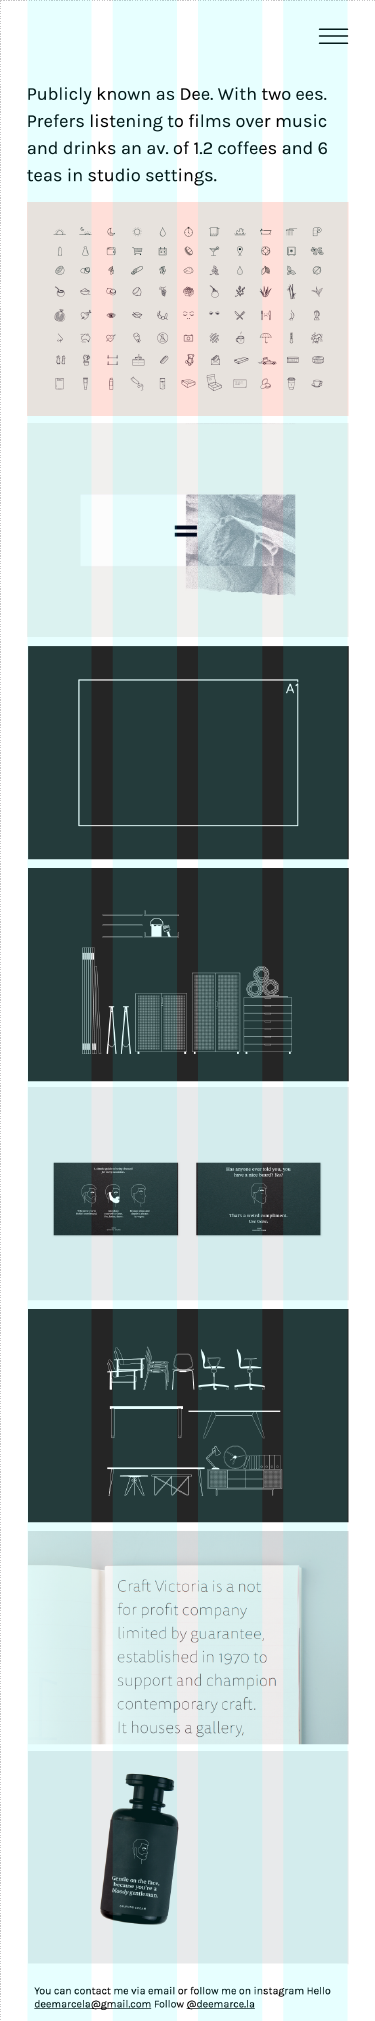 Publicly known as Dee. With two ees.
Prefers listening to films over music
and drinks an av. of 1.2 coffees and 6
teas in studio settings.
A
Has anyone ever told you, you
have a nice beard? No?
That's a weird compliment.
Use Gents.
Craft Victoria is a not
for profit company
limited by guarantee,
established in 1970 to
support and champion
contemporary craft.
It houses a gallery,
Gentle on the face,
because you're a
bloody gentleman.
You can contact me via email or follow me on instagram Hello
deemarcela@gmail.com Follow @deemarce.la